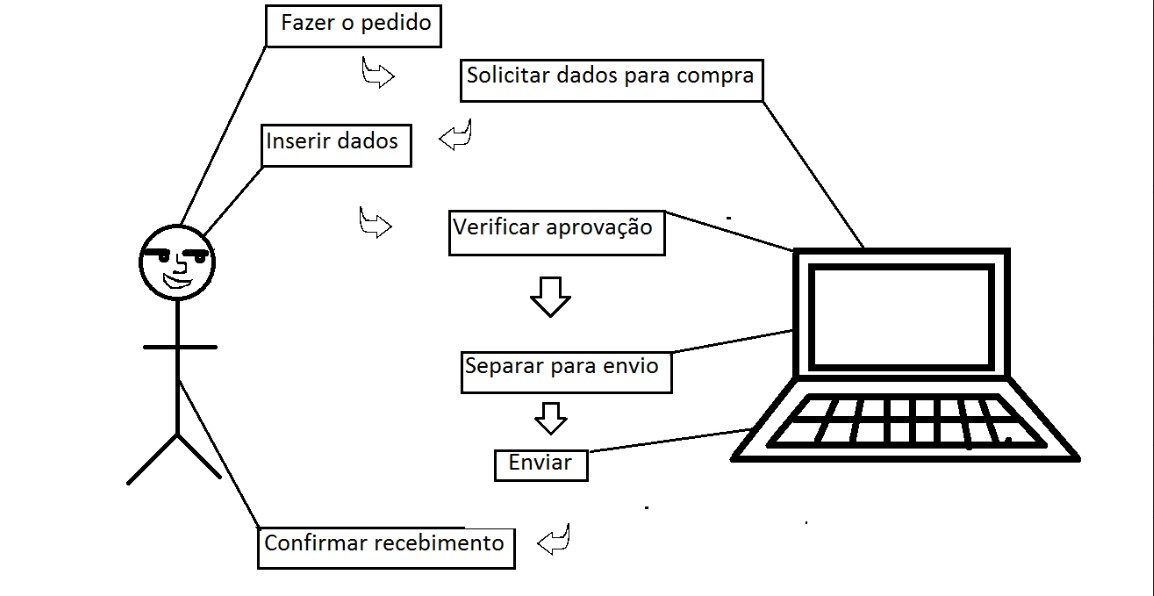 Fazer o pedido
Solicitar dados para compra
Inserir dados
Verificar aprovação
Separar para envio
Enviar
Confirmar recebimento